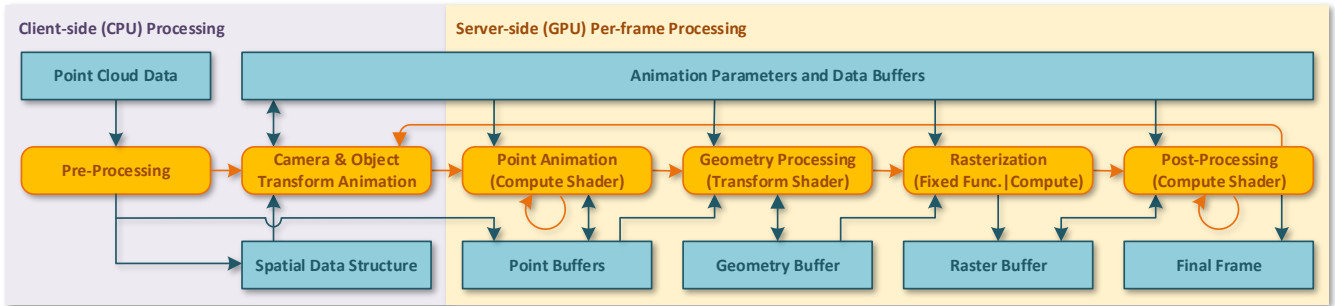 Client-side (CPU) Processing
Server-side (GPU) Per-frame Processing
Point Cloud Data
Animation Parameters and Data Buffers
Pre-Processing
Camera & Object
Transform Animation
Point Animation
(Compute Shader)
Geometry Processing
(Transform Shader)
Rasterization
(Fixed Func.|Compute)
Post-Processing
(Compute Shader)
Spatial Data Structure
Point Buffers
Geometry Buffer
Raster Buffer
Final Frame